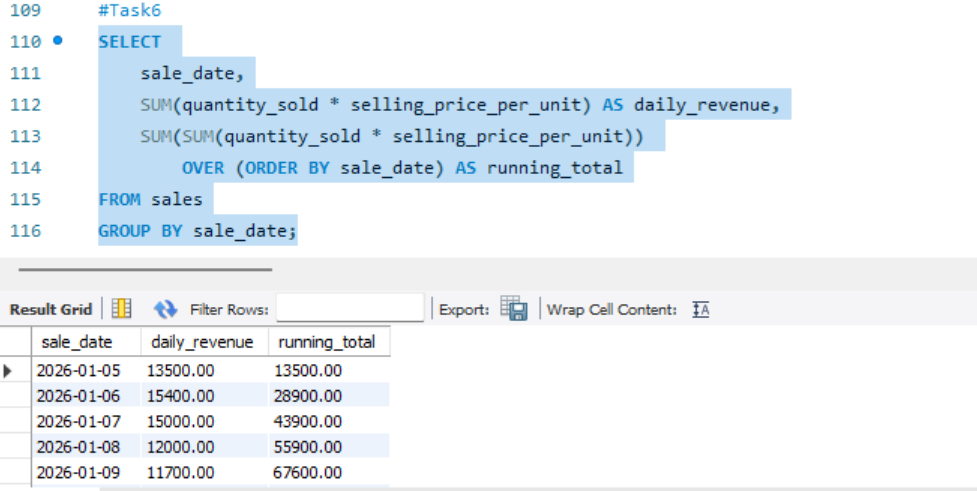 109 #Task6
110 SELECT
111 sale_date,
112 SUM(quantity_sold * selling_price_per_unit) AS daily_revenue,
113 SUM(SUM(quantity_sold * selling_price_per_unit))
114 OVER (ORDER BY sale_date) AS running_total
115 FROM sales
116 GROUP BY sale_date;
Result Grid Filter Rows: Export: Wrap Cell Content: IA
sale_date daily_revenue running_total
2026-01-05 13500.00 13500.00
2026-01-06 15400.00 28900.00
2026-01-07 15000.00 43900.00
2026-01-08 12000.00 55900.00
2026-01-09 11700.00 67600.00